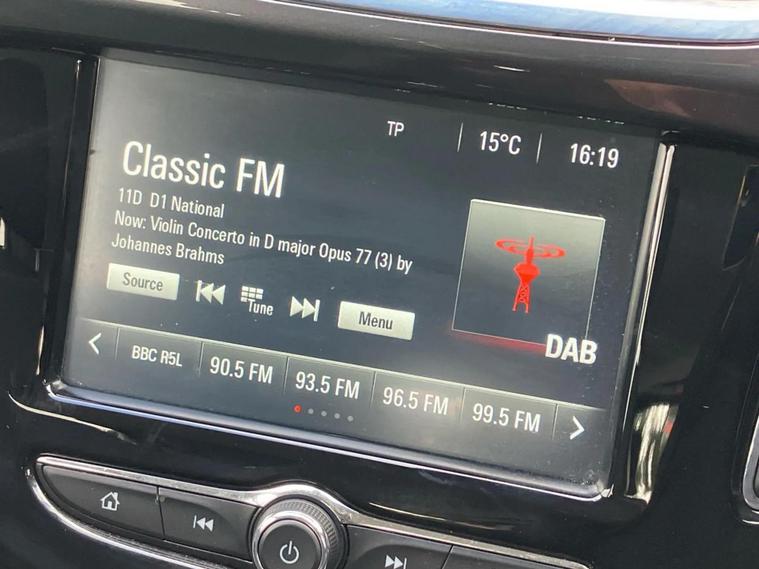 TP 15°C 16:19
Classic FM
11D D1 National
Now: Violin Concerto in D major Opus 77 (3) by
Johannes Brahms
Source Tune Menu
DAB
BBC R5L 90.5 FM 93.5 FM 96.5 FM 99.5 FM